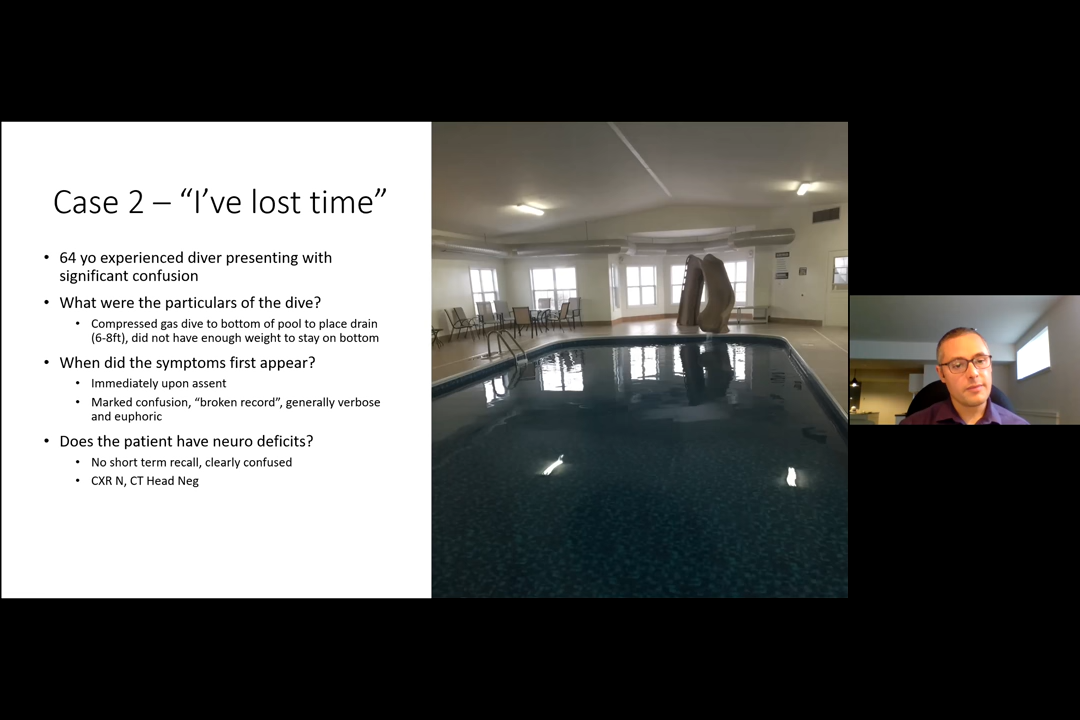 Case 2 – “I’ve lost time”
• 64 yo experienced diver presenting with
significant confusion
• What were the particulars of the dive?
• Compressed gas dive to bottom of pool to place drain
(6-8ft), did not have enough weight to stay on bottom
• When did the symptoms first appear?
• Immediately upon assent
• Marked confusion, “broken record”, generally verbose
and euphoric
• Does the patient have neuro deficits?
• No short term recall, clearly confused
• CXR N, CT Head Neg